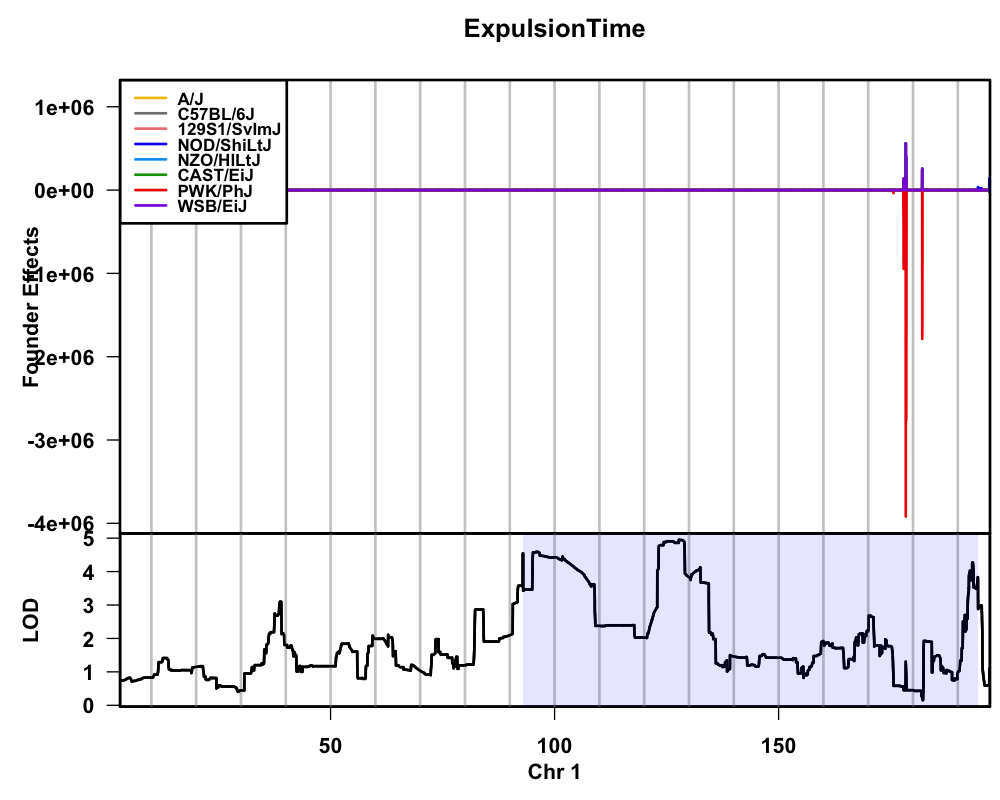 ExpulsionTime
A/J
C57BL/6J
129S1/SvImJ
NOD/ShiLtJ
NZO/HlLtJ
CAST/EiJ
PWK/PhJ
WSB/EiJ
1e+06
0e+00
-1e+06
-2e+06
-3e+06
-4e+06
Founder Effects
5
4
3
2
1
0
LOD
50 100 150
Chr 1